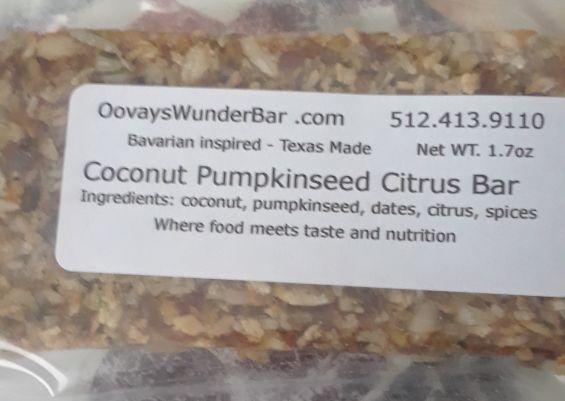 OovaysWunderBar .com 512.413.9110
Bavarian inspired - Texas Made Net WT. 1.7oz
Coconut Pumpkinseed Citrus Bar
Ingredients: coconut, pumpkinseed, dates, citrus, spices
Where food meets taste and nutrition